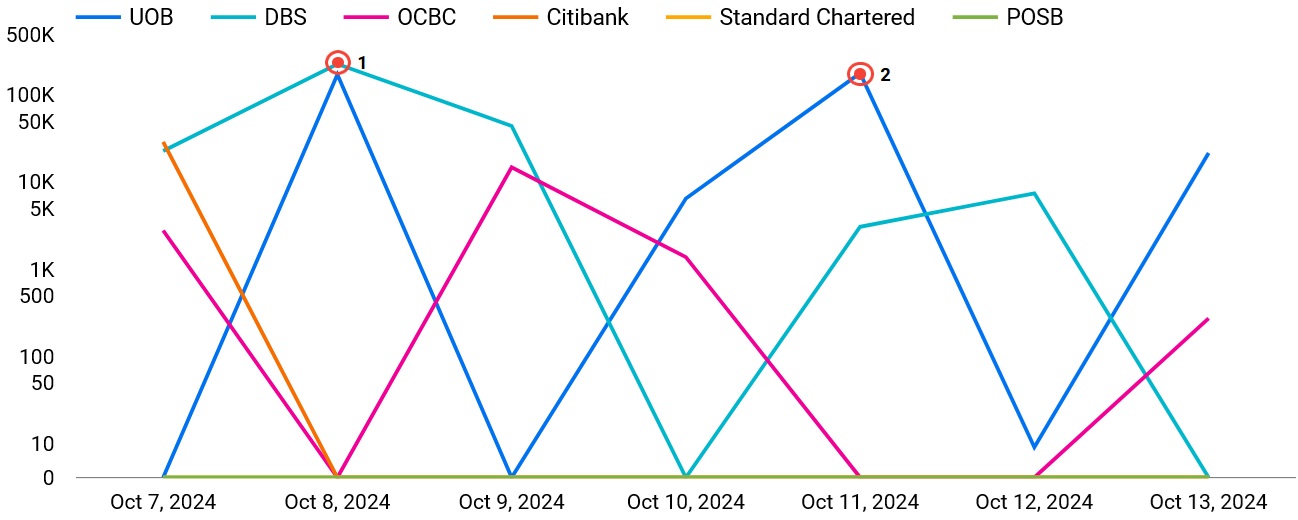 UOB DBS OCBC Citibank Standard Chartered POSB
500K
100K
50K
10K
5K
1K
500
100
50
10
0
1
2
Oct 7, 2024 Oct 8, 2024 Oct 9, 2024 Oct 10, 2024 Oct 11, 2024 Oct 12, 2024 Oct 13, 2024